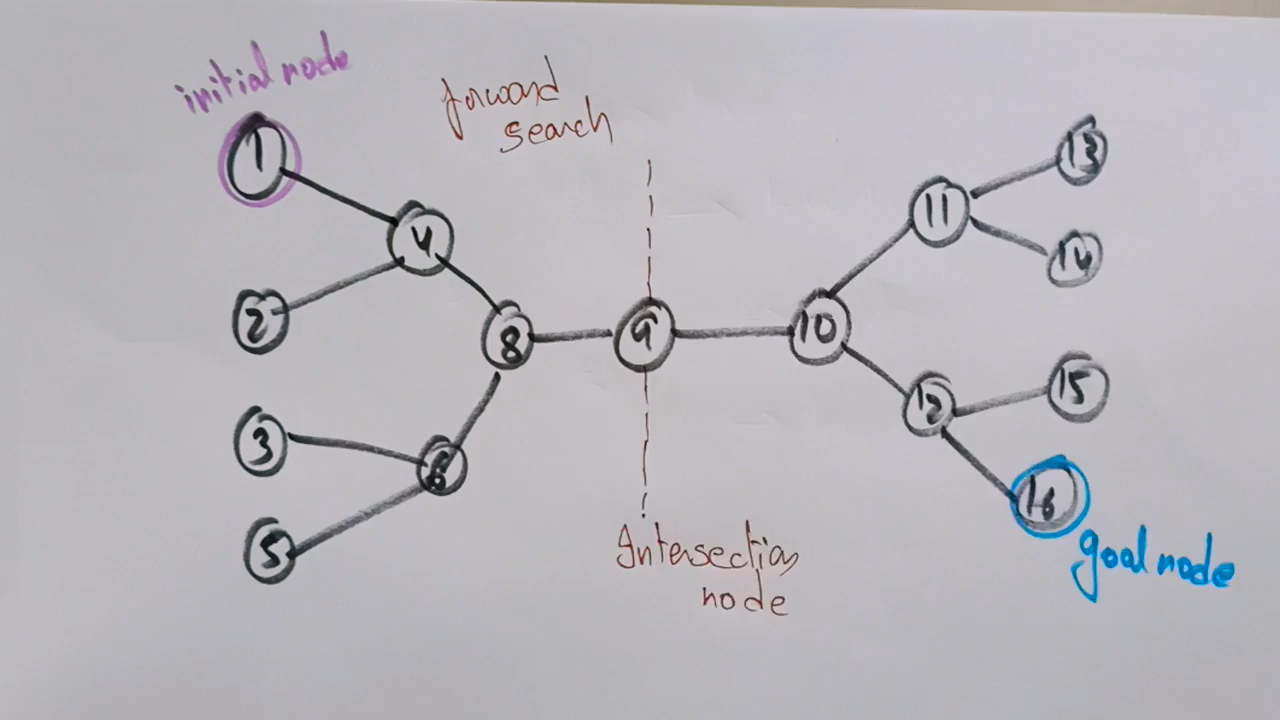 initial node
forward
search
1
13
11
4
14
2
9
10
8
15
12
3
6
16
5
Intersection
node
goal node